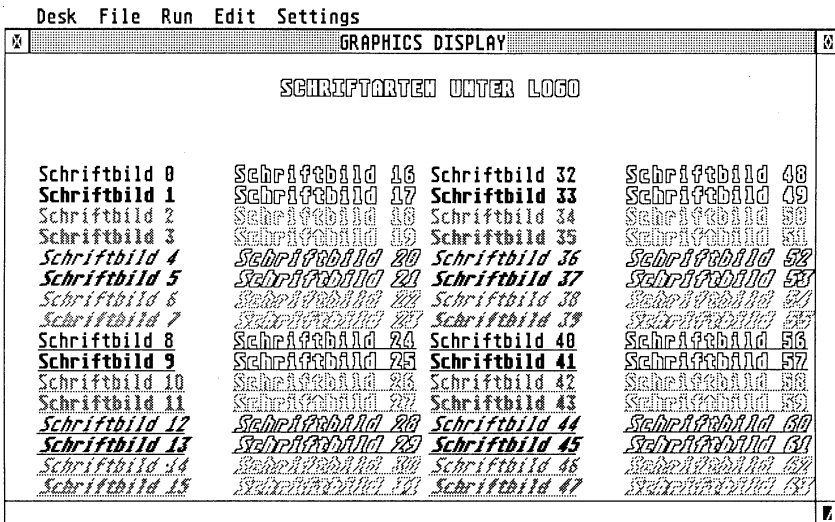 Desk File Run Edit Settings
GRAPHICS DISPLAY
SCHRIFTARTEN UNTER LOGO
Schriftbild 0 Schriftbild 16 Schriftbild 32 Schriftbild 48
Schriftbild 1 Schriftbild 17 Schriftbild 33 Schriftbild 49
Schriftbild 2 Schriftbild 18 Schriftbild 34 Schriftbild 50
Schriftbild 3 Schriftbild 19 Schriftbild 35 Schriftbild 51
Schriftbild 4 Schriftbild 20 Schriftbild 36 Schriftbild 52
Schriftbild 5 Schriftbild 21 Schriftbild 37 Schriftbild 53
Schriftbild 6 Schriftbild 22 Schriftbild 38 Schriftbild 54
Schriftbild 7 Schriftbild 23 Schriftbild 39 Schriftbild 55
Schriftbild 8 Schriftbild 24 Schriftbild 40 Schriftbild 56
Schriftbild 9 Schriftbild 25 Schriftbild 41 Schriftbild 57
Schriftbild 10 Schriftbild 26 Schriftbild 42 Schriftbild 58
Schriftbild 11 Schriftbild 27 Schriftbild 43 Schriftbild 59
Schriftbild 12 Schriftbild 28 Schriftbild 44 Schriftbild 60
Schriftbild 13 Schriftbild 29 Schriftbild 45 Schriftbild 61
Schriftbild 14 Schriftbild 30 Schriftbild 46 Schriftbild 62
Schriftbild 15 Schriftbild 31 Schriftbild 47 Schriftbild 63